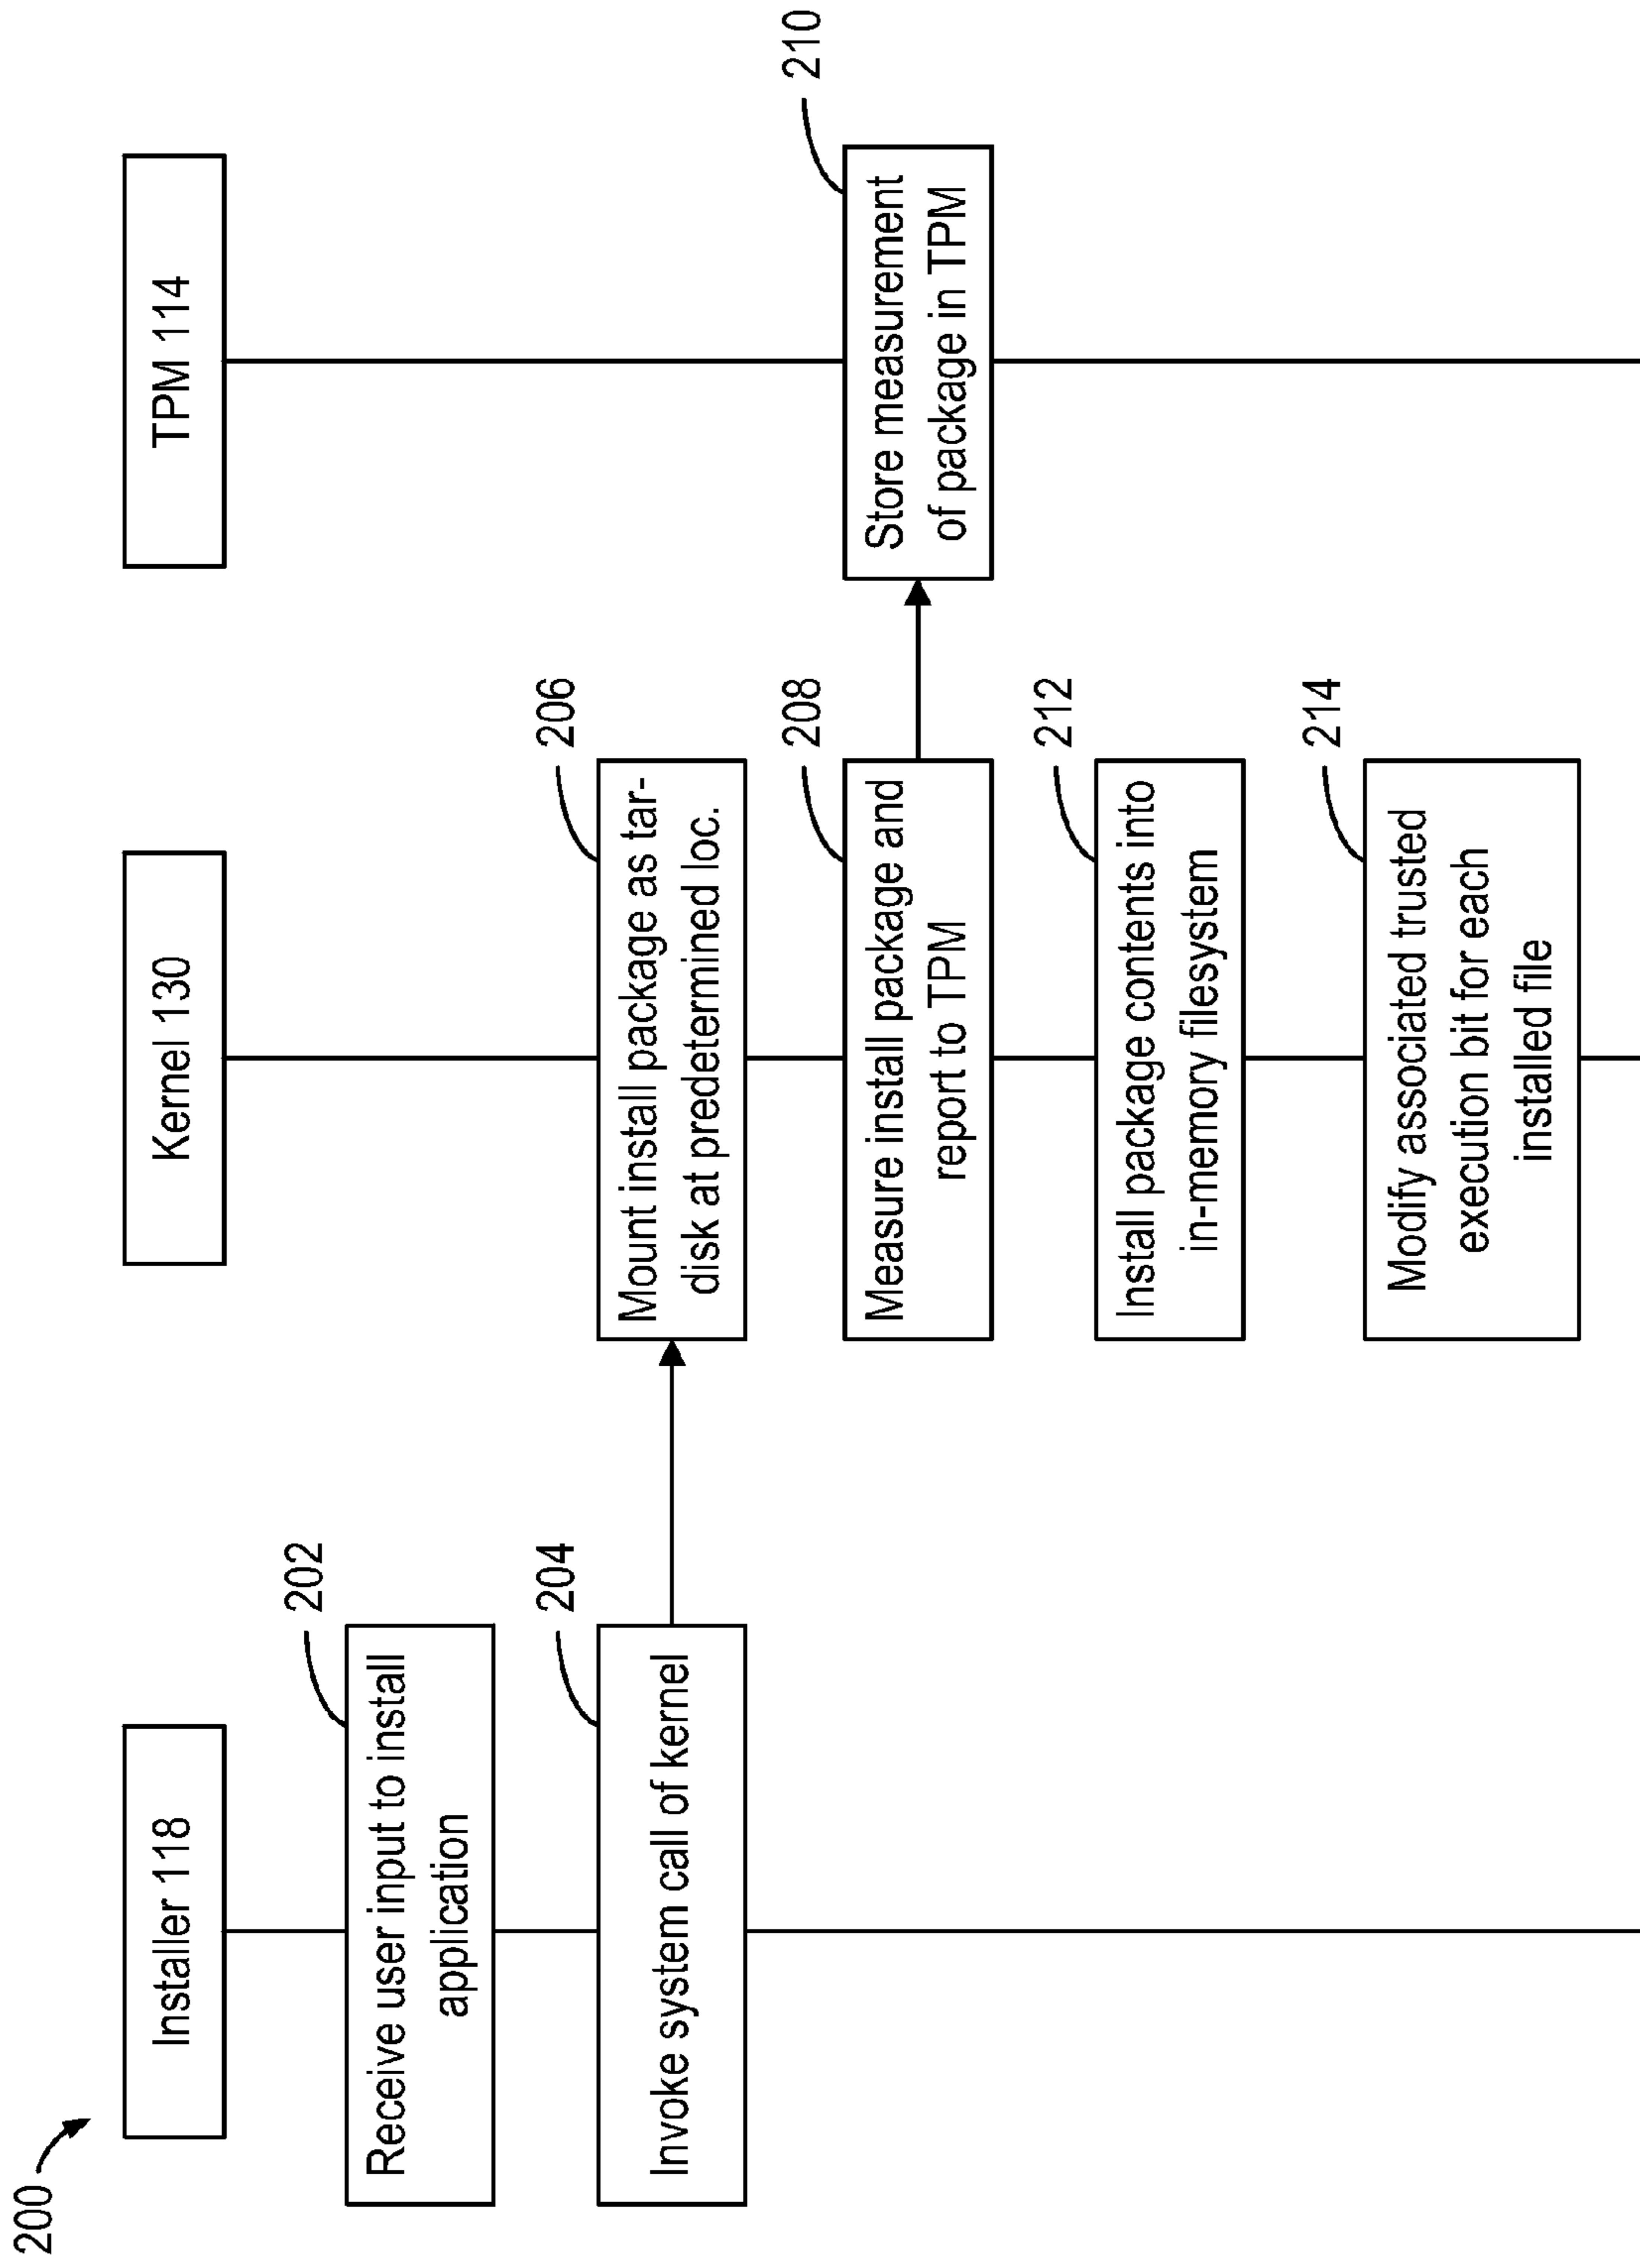 200
Installer 118
Kernel 130
TPM 114
202
Receive user input to install
application
204
Invoke system call of kernel
206
Mount install package as tar-
disk at predetermined loc.
208
Measure install package and
report to TPM
210
Store measurement
of package in TPM
212
Install package contents into
in-memory filesystem
214
Modify associated trusted
execution bit for each
installed file